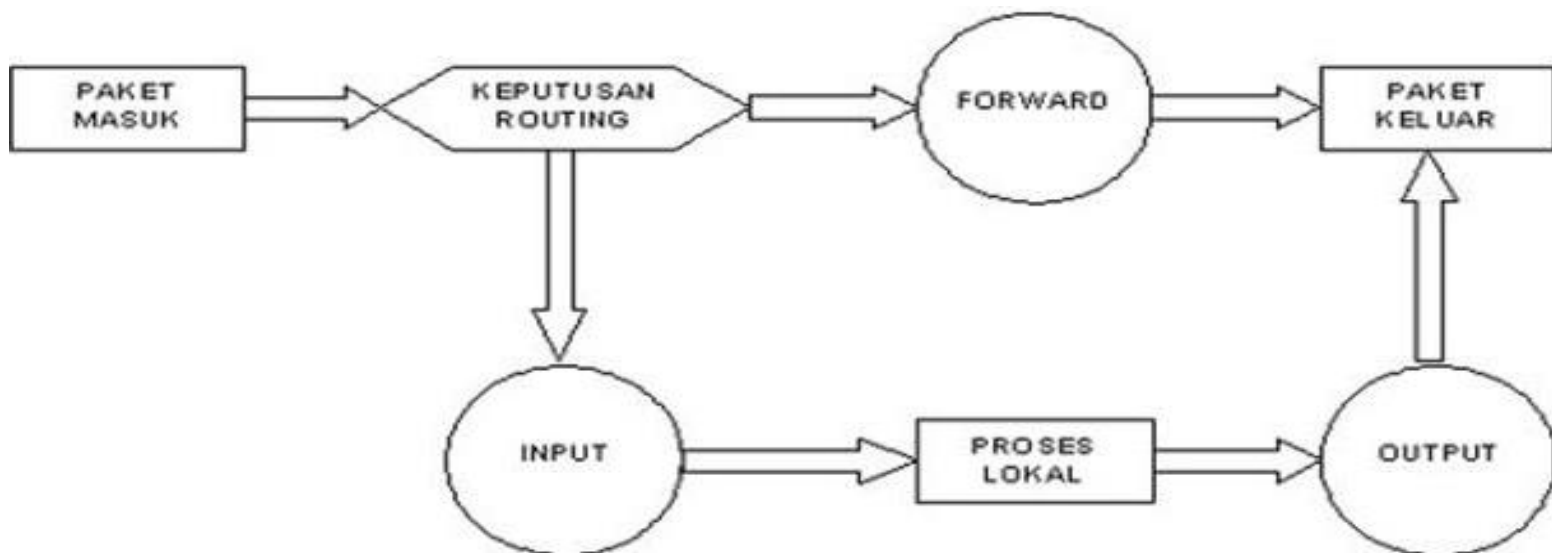 PAKET
MASUK
KEPUTUSAN
ROUTING
FORWARD
PAKET
KELUAR
INPUT
PROSES
LOKAL
OUTPUT